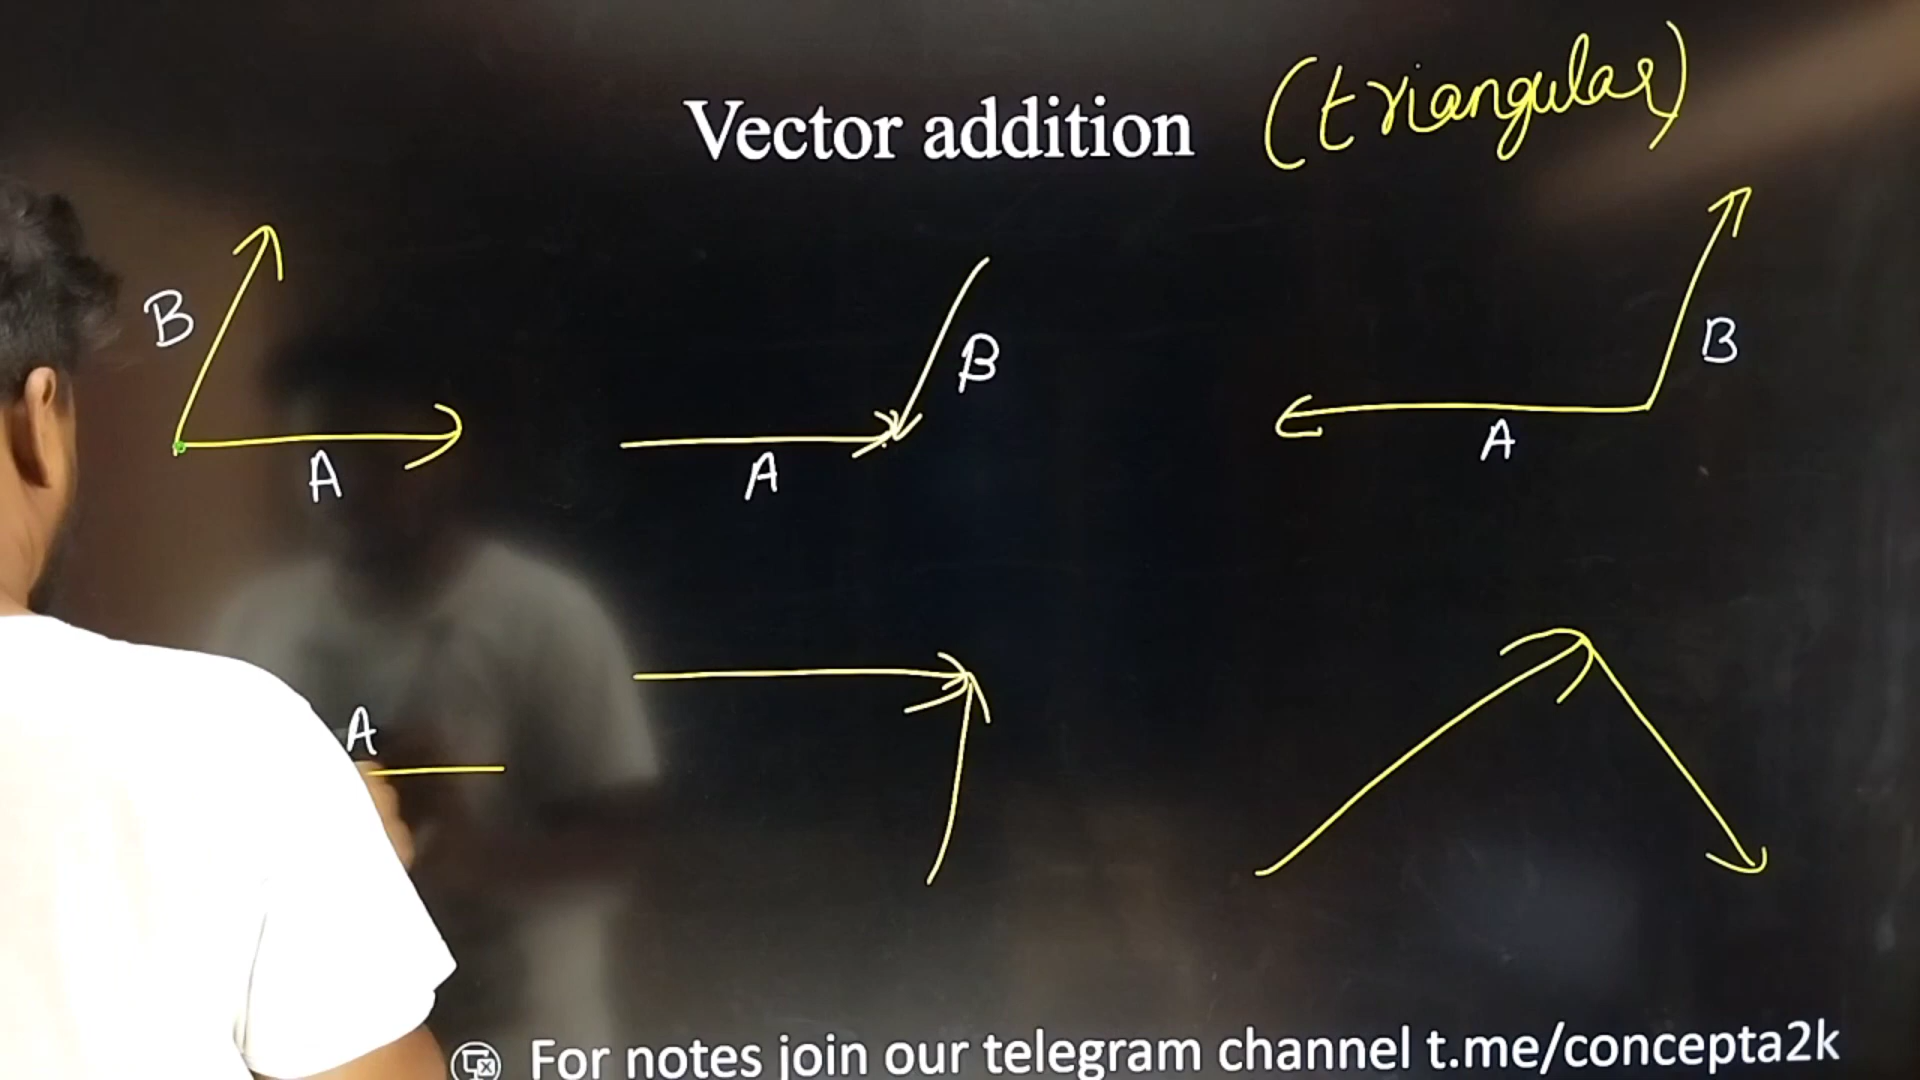 Vector addition (triangular)
B
A
B
A
B
A
A
For notes join our telegram channel t.me/concepta2k